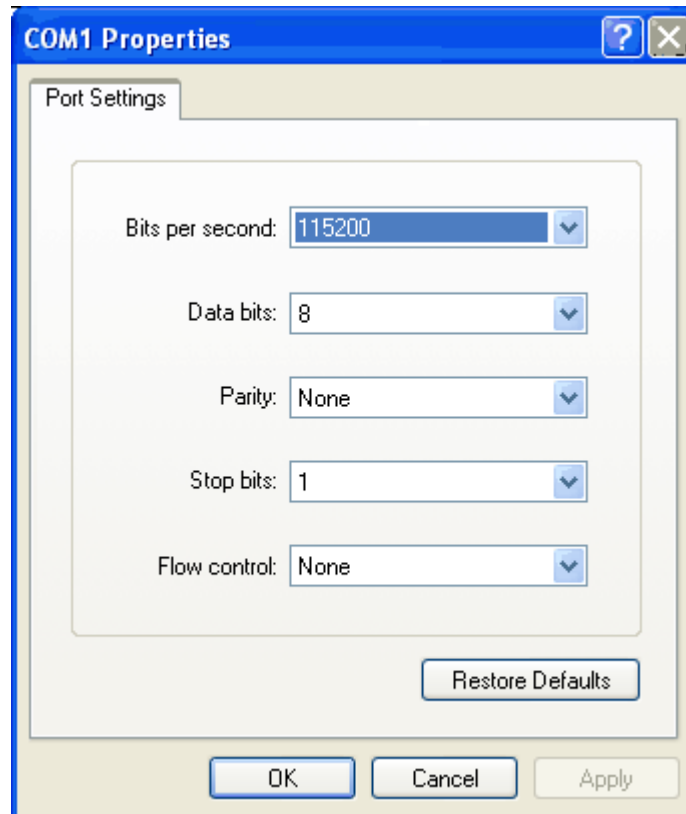 COM1 Properties
Port Settings
Bits per second: 115200
Data bits: 8
Parity: None
Stop bits: 1
Flow control: None
Restore Defaults
OK Cancel Apply